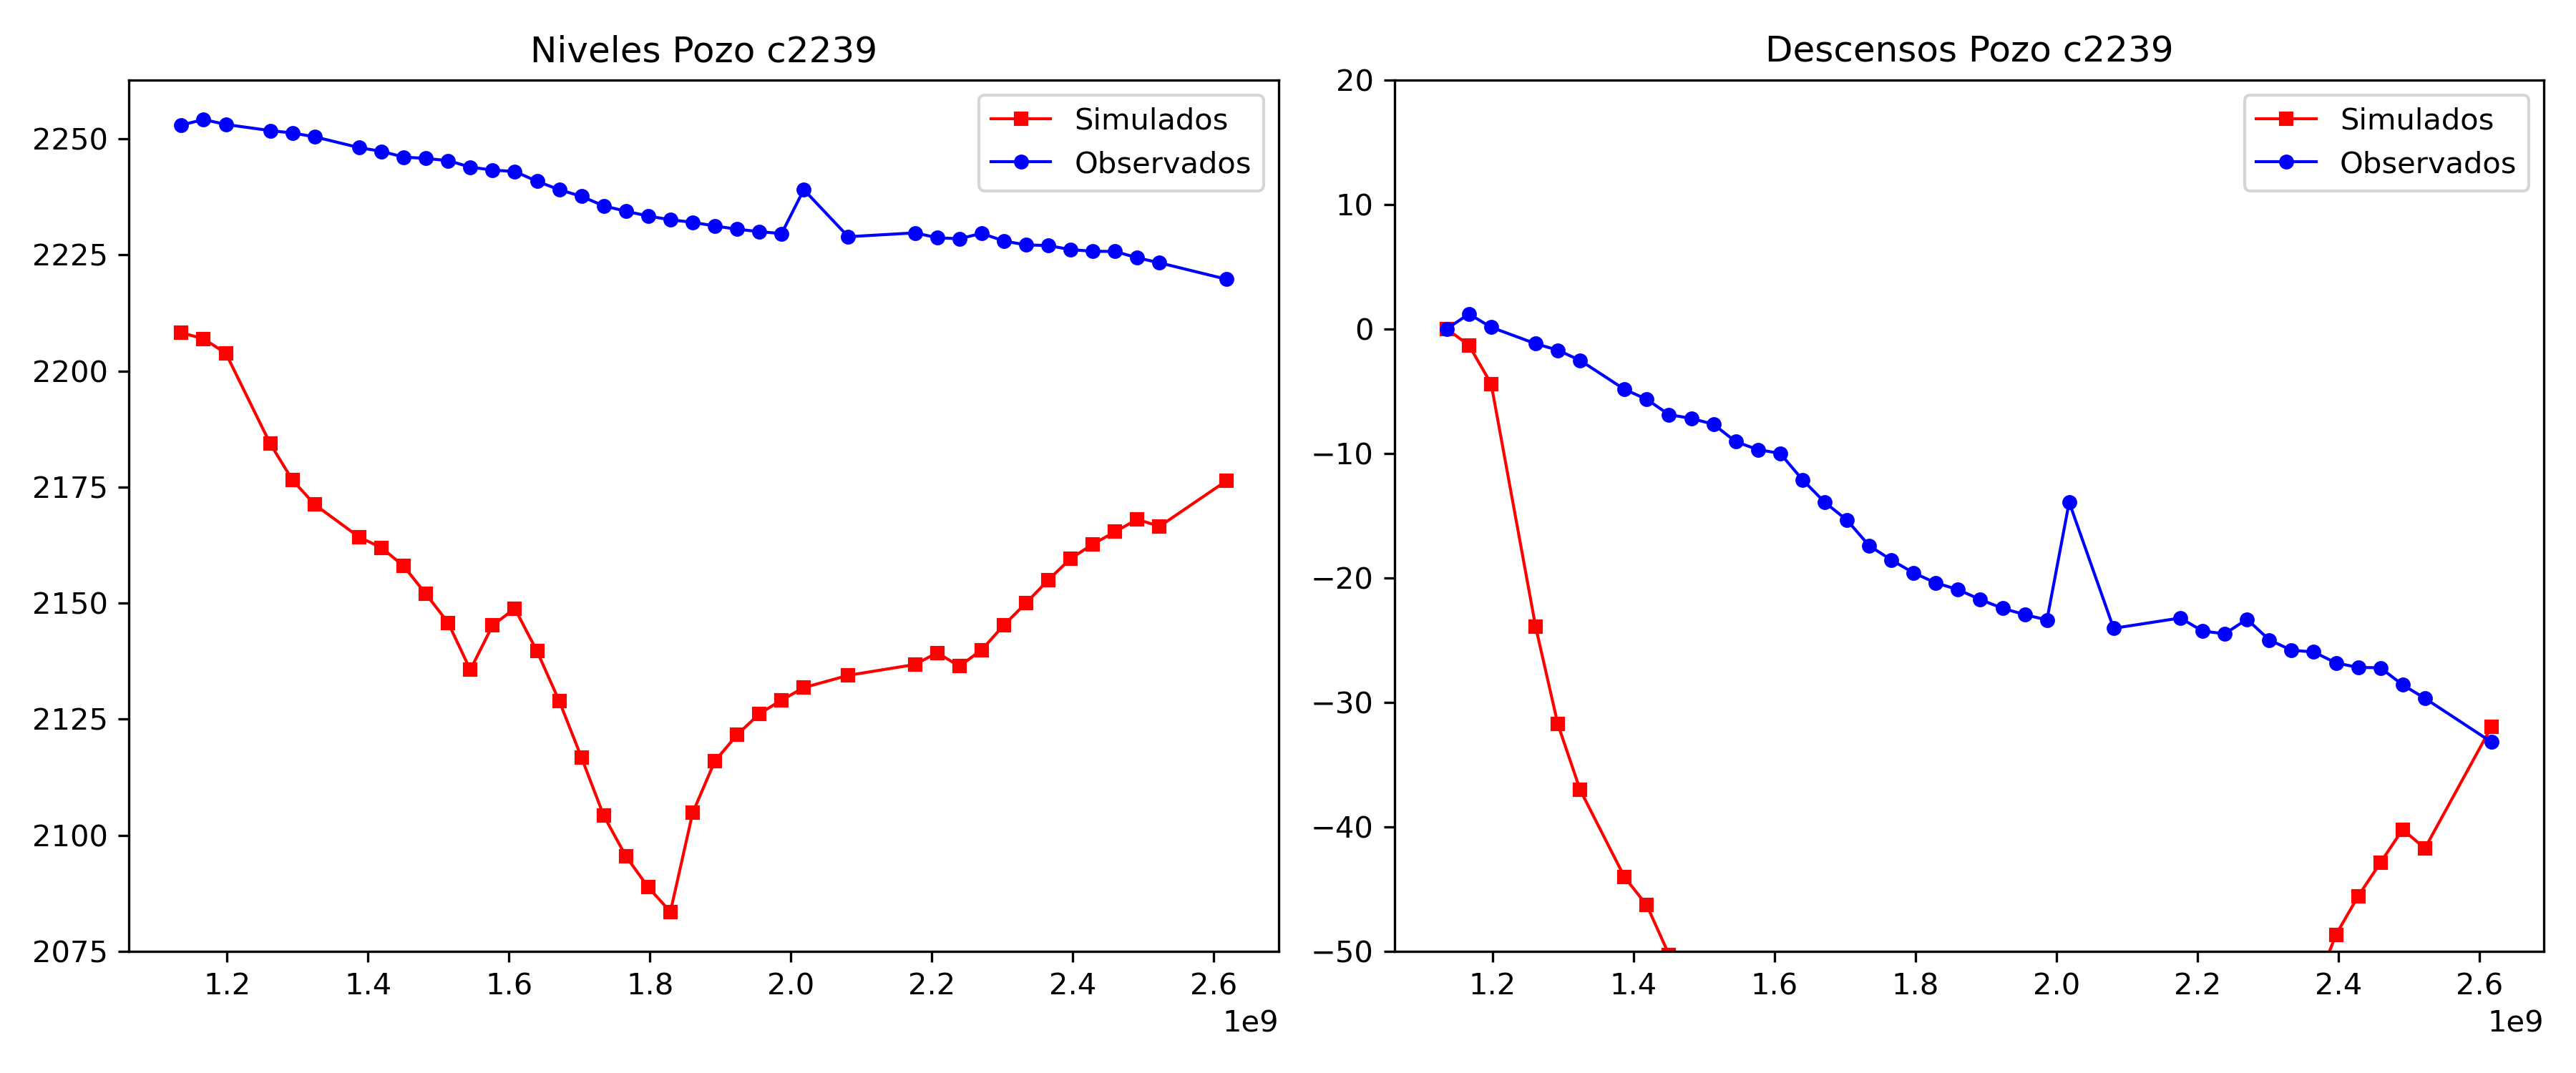 Niveles Pozo c2239
2250
2225
2200
2175
2150
2125
2100
2075
1.2 1.4 1.6 1.8 2.0 2.2 2.4 2.6
1e9
Simulados
Observados
Descensos Pozo c2239
20
10
0
−10
−20
−30
−40
−50
1.2 1.4 1.6 1.8 2.0 2.2 2.4 2.6
1e9
Simulados
Observados